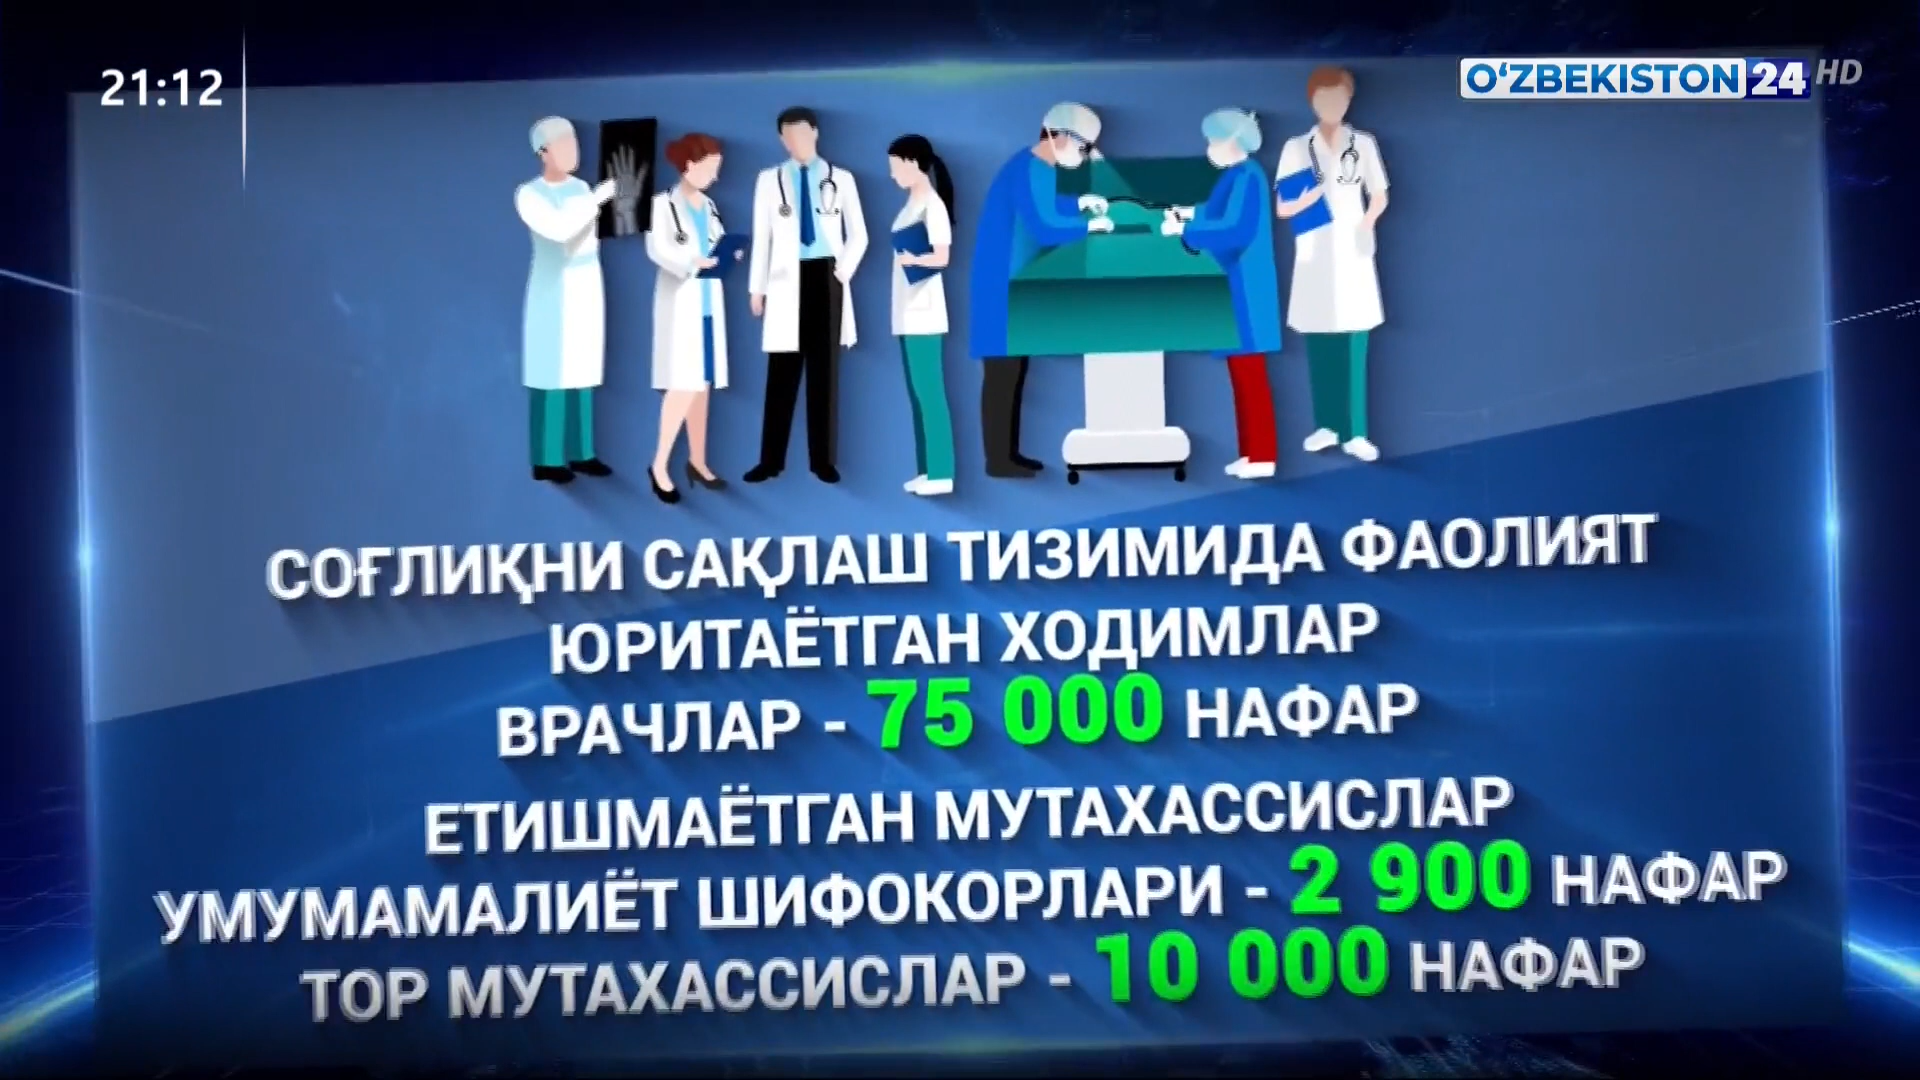 21:12
O‘ZBEKISTON 24 HD
СОҒЛИҚНИ САҚЛАШ ТИЗИМИДА ФАОЛИЯТ
ЮРИТАЁТГАН ХОДИМЛАР
ВРАЧЛАР - 75 000 НАФАР
ЕТИШМАЁТГАН МУТАХАССИСЛАР
УМУМАМАЛИЁТ ШИФОКОРЛАРИ - 2 900 НАФАР
ТОР МУТАХАССИСЛАР - 10 000 НАФАР